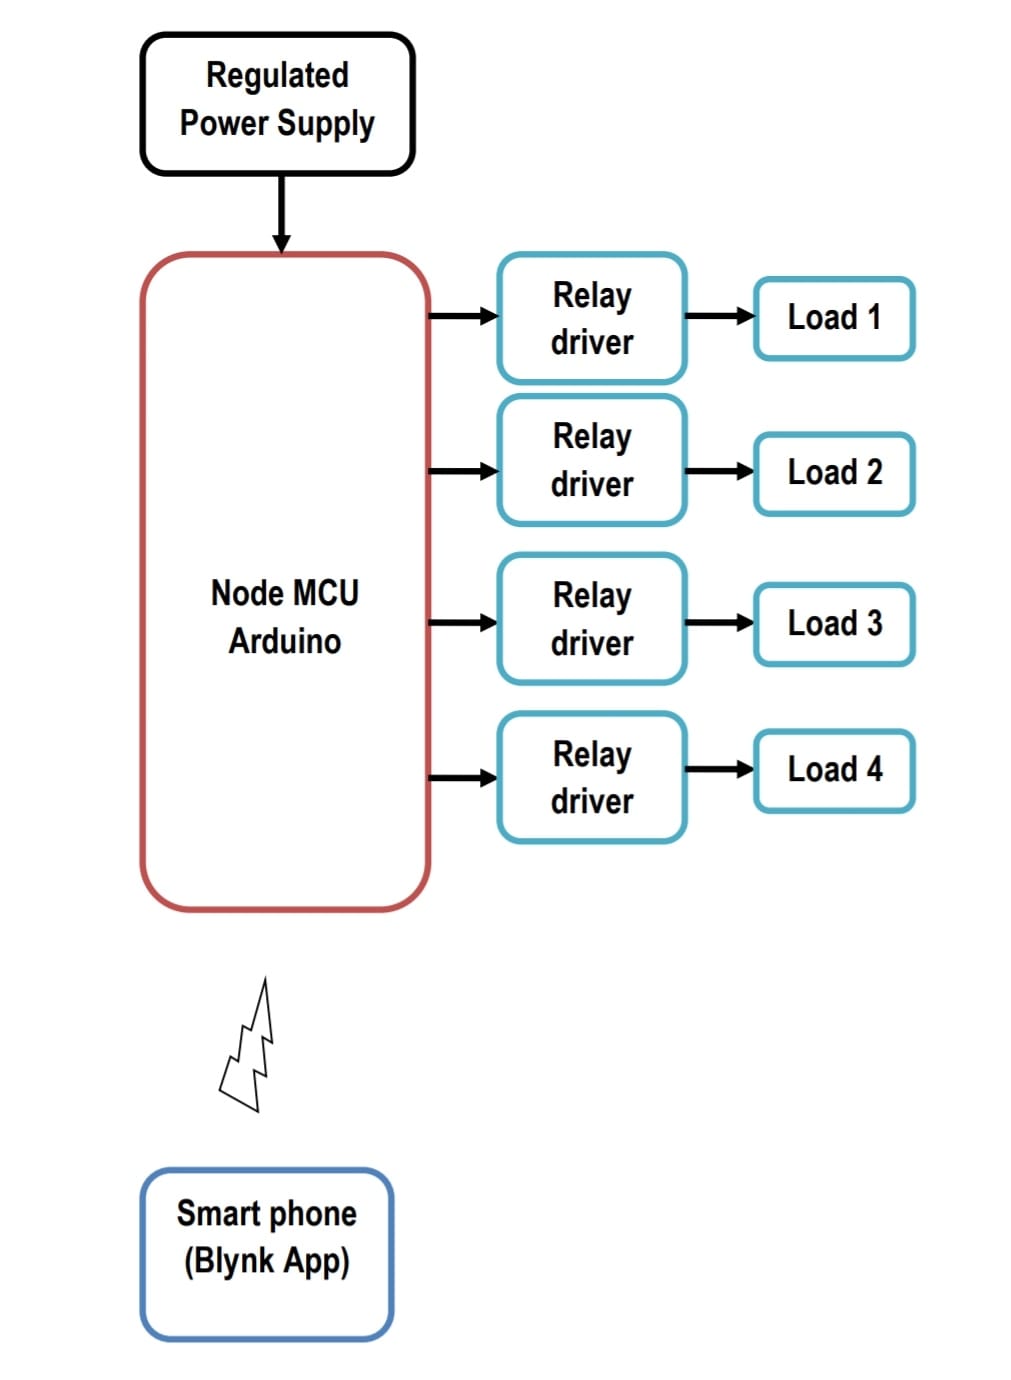 Regulated
Power Supply
Node MCU
Arduino
Relay
driver
Load 1
Relay
driver
Load 2
Relay
driver
Load 3
Relay
driver
Load 4
Smart phone
(Blynk App)